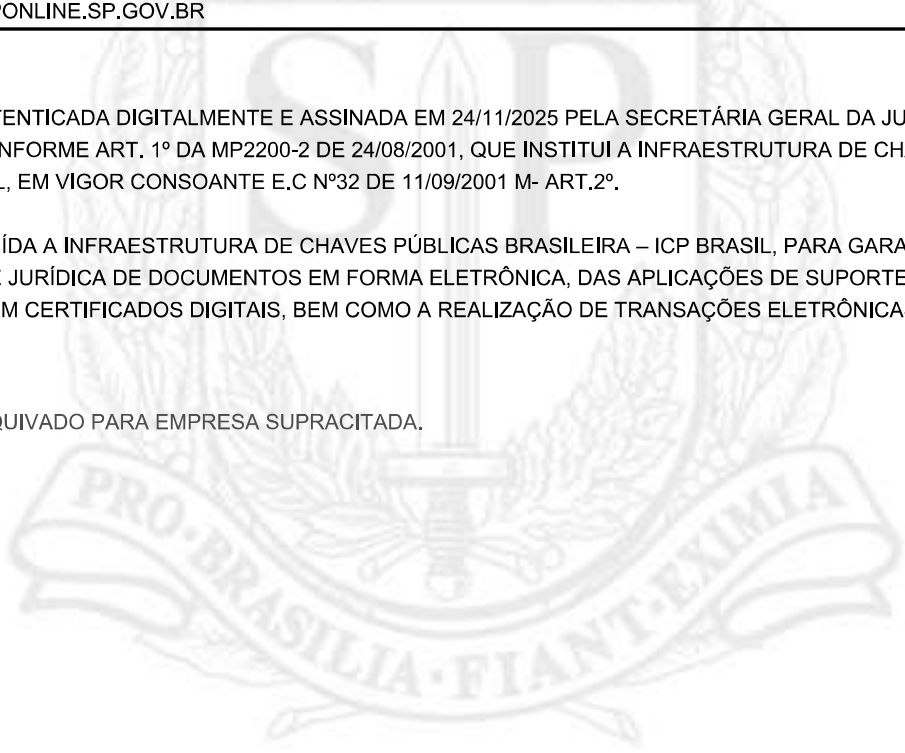 PONLINE.SP.GOV.BR
TENTICADA DIGITALMENTE E ASSINADA EM 24/11/2025 PELA SECRETÁRIA GERAL DA JU
NFORME ART. 1º DA MP2200-2 DE 24/08/2001, QUE INSTITUI A INFRAESTRUTURA DE CHA
L, EM VIGOR CONSOANTE E.C Nº32 DE 11/09/2001 M- ART.2º.
ÍDA A INFRAESTRUTURA DE CHAVES PÚBLICAS BRASILEIRA – ICP BRASIL, PARA GARA
E JURÍDICA DE DOCUMENTOS EM FORMA ELETRÔNICA, DAS APLICAÇÕES DE SUPORTE
M CERTIFICADOS DIGITAIS, BEM COMO A REALIZAÇÃO DE TRANSAÇÕES ELETRÔNICA
QUIVADO PARA EMPRESA SUPRACITADA.
SP
PRO·BRASILIA·FIANT·EXIMIA